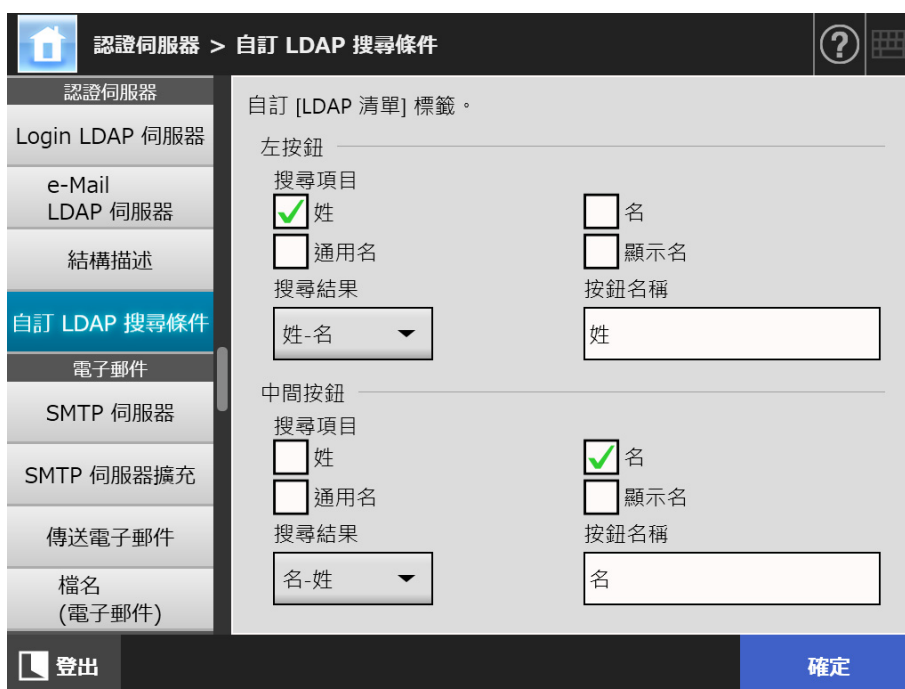 認證伺服器 > 自訂 LDAP 搜尋條件
?
認證伺服器
Login LDAP 伺服器
e-Mail
LDAP 伺服器
結構描述
自訂 LDAP 搜尋條件
電子郵件
SMTP 伺服器
SMTP 伺服器擴充
傳送電子郵件
檔名
(電子郵件)
自訂 [LDAP 清單] 標籤。
左按鈕
搜尋項目
姓 名
通用名 顯示名
搜尋結果 按鈕名稱
姓-名 姓
中間按鈕
搜尋項目
姓 名
通用名 顯示名
搜尋結果 按鈕名稱
名-姓 名
登出 確定